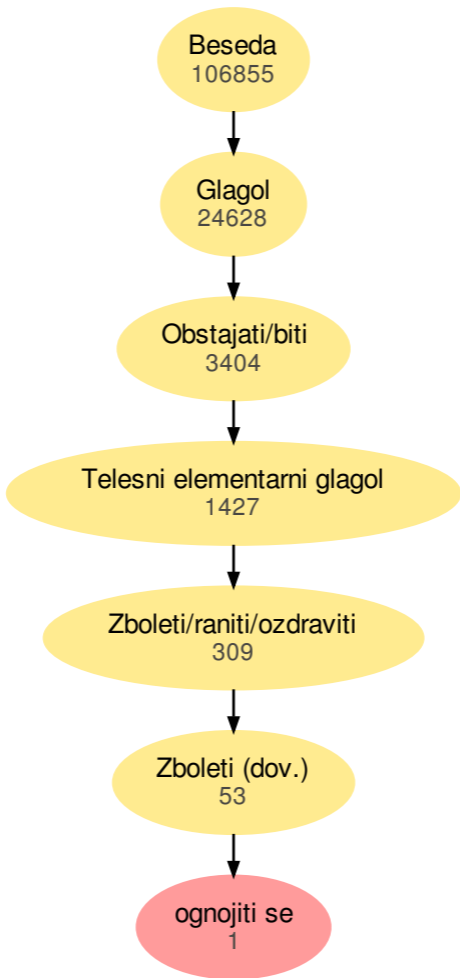 Beseda
106855
Glagol
24628
Obstajati/biti
3404
Telesni elementarni glagol
1427
Zboleti/raniti/ozdraviti
309
Zboleti (dov.)
53
ognojiti se
1